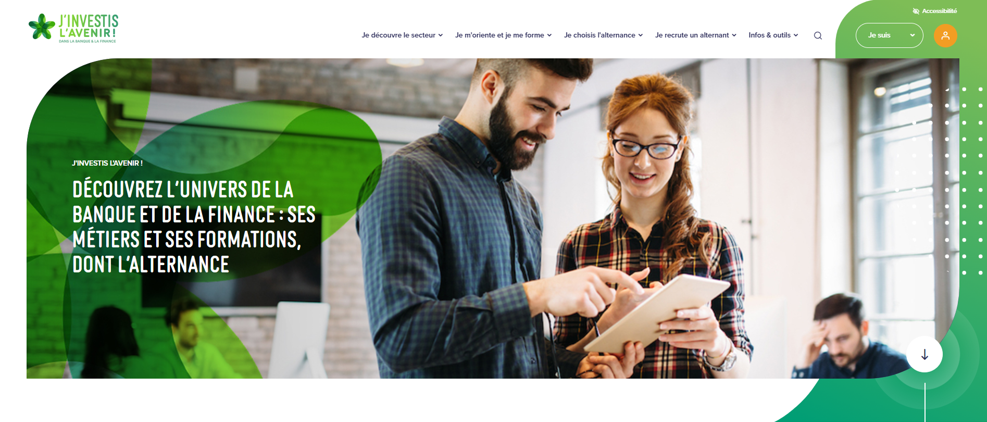 Accessibilité
J'INVESTIS
L'AVENIR !
DANS LA BANQUE & LA FINANCE
Je découvre le secteur
Je m'oriente et je me forme
Je choisis l'alternance
Je recrute un alternant
Infos & outils
Je suis
J'INVESTIS L'AVENIR !
DÉCOUVREZ L'UNIVERS DE LA
BANQUE ET DE LA FINANCE : SES
MÉTIERS ET SES FORMATIONS,
DONT L'ALTERNANCE